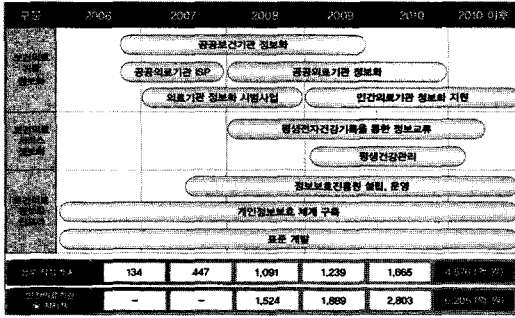 구분 2006 2007 2008 2009 2010 2010 이후
공공보건기관 정보화
공공의료기관 ISP 공공의료기관 정보화
의료기관 정보화 시범사업 민간의료기관 정보화 지원
평생전자건강기록을 통한 정보교류
평생건강관리
정보보호진흥원 설립, 운영
개인정보보호 체계 구축
표준 개발
134 447 1,091 1,239 1,665
- - 1,524 1,889 2,803